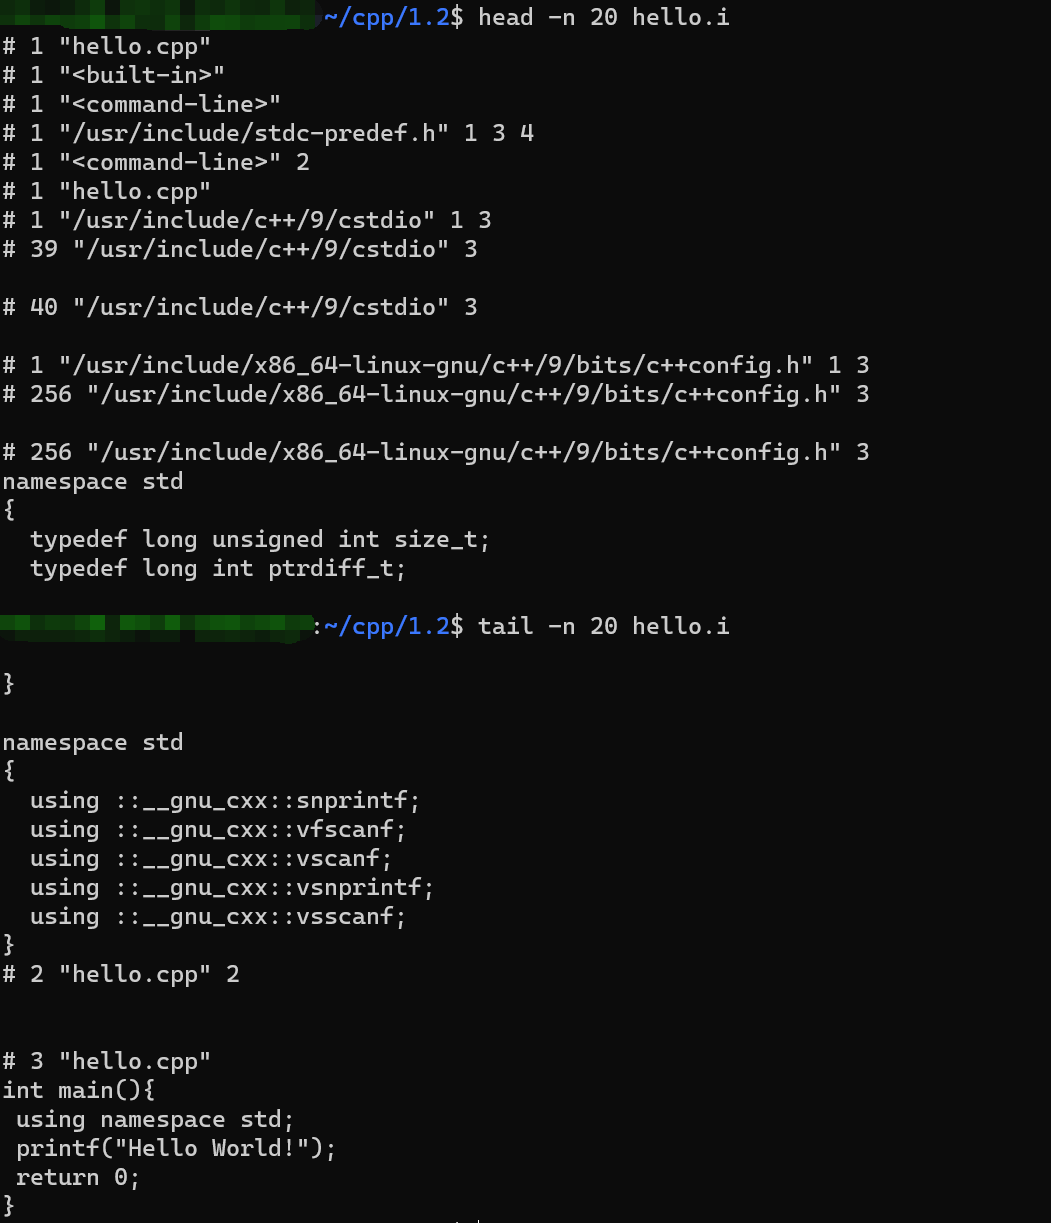 ~/cpp/1.2$ head -n 20 hello.i
# 1 "hello.cpp"
# 1 "<built-in>"
# 1 "<command-line>"
# 1 "/usr/include/stdc-predef.h" 1 3 4
# 1 "<command-line>" 2
# 1 "hello.cpp"
# 1 "/usr/include/c++/9/cstdio" 1 3
# 39 "/usr/include/c++/9/cstdio" 3
# 40 "/usr/include/c++/9/cstdio" 3
# 1 "/usr/include/x86_64-linux-gnu/c++/9/bits/c++config.h" 1 3
# 256 "/usr/include/x86_64-linux-gnu/c++/9/bits/c++config.h" 3
# 256 "/usr/include/x86_64-linux-gnu/c++/9/bits/c++config.h" 3
namespace std
{
  typedef long unsigned int size_t;
  typedef long int ptrdiff_t;
:~/cpp/1.2$ tail -n 20 hello.i
}
namespace std
{
  using ::__gnu_cxx::snprintf;
  using ::__gnu_cxx::vfscanf;
  using ::__gnu_cxx::vscanf;
  using ::__gnu_cxx::vsnprintf;
  using ::__gnu_cxx::vsscanf;
}
# 2 "hello.cpp" 2
# 3 "hello.cpp"
int main(){
 using namespace std;
 printf("Hello World!");
 return 0;
}